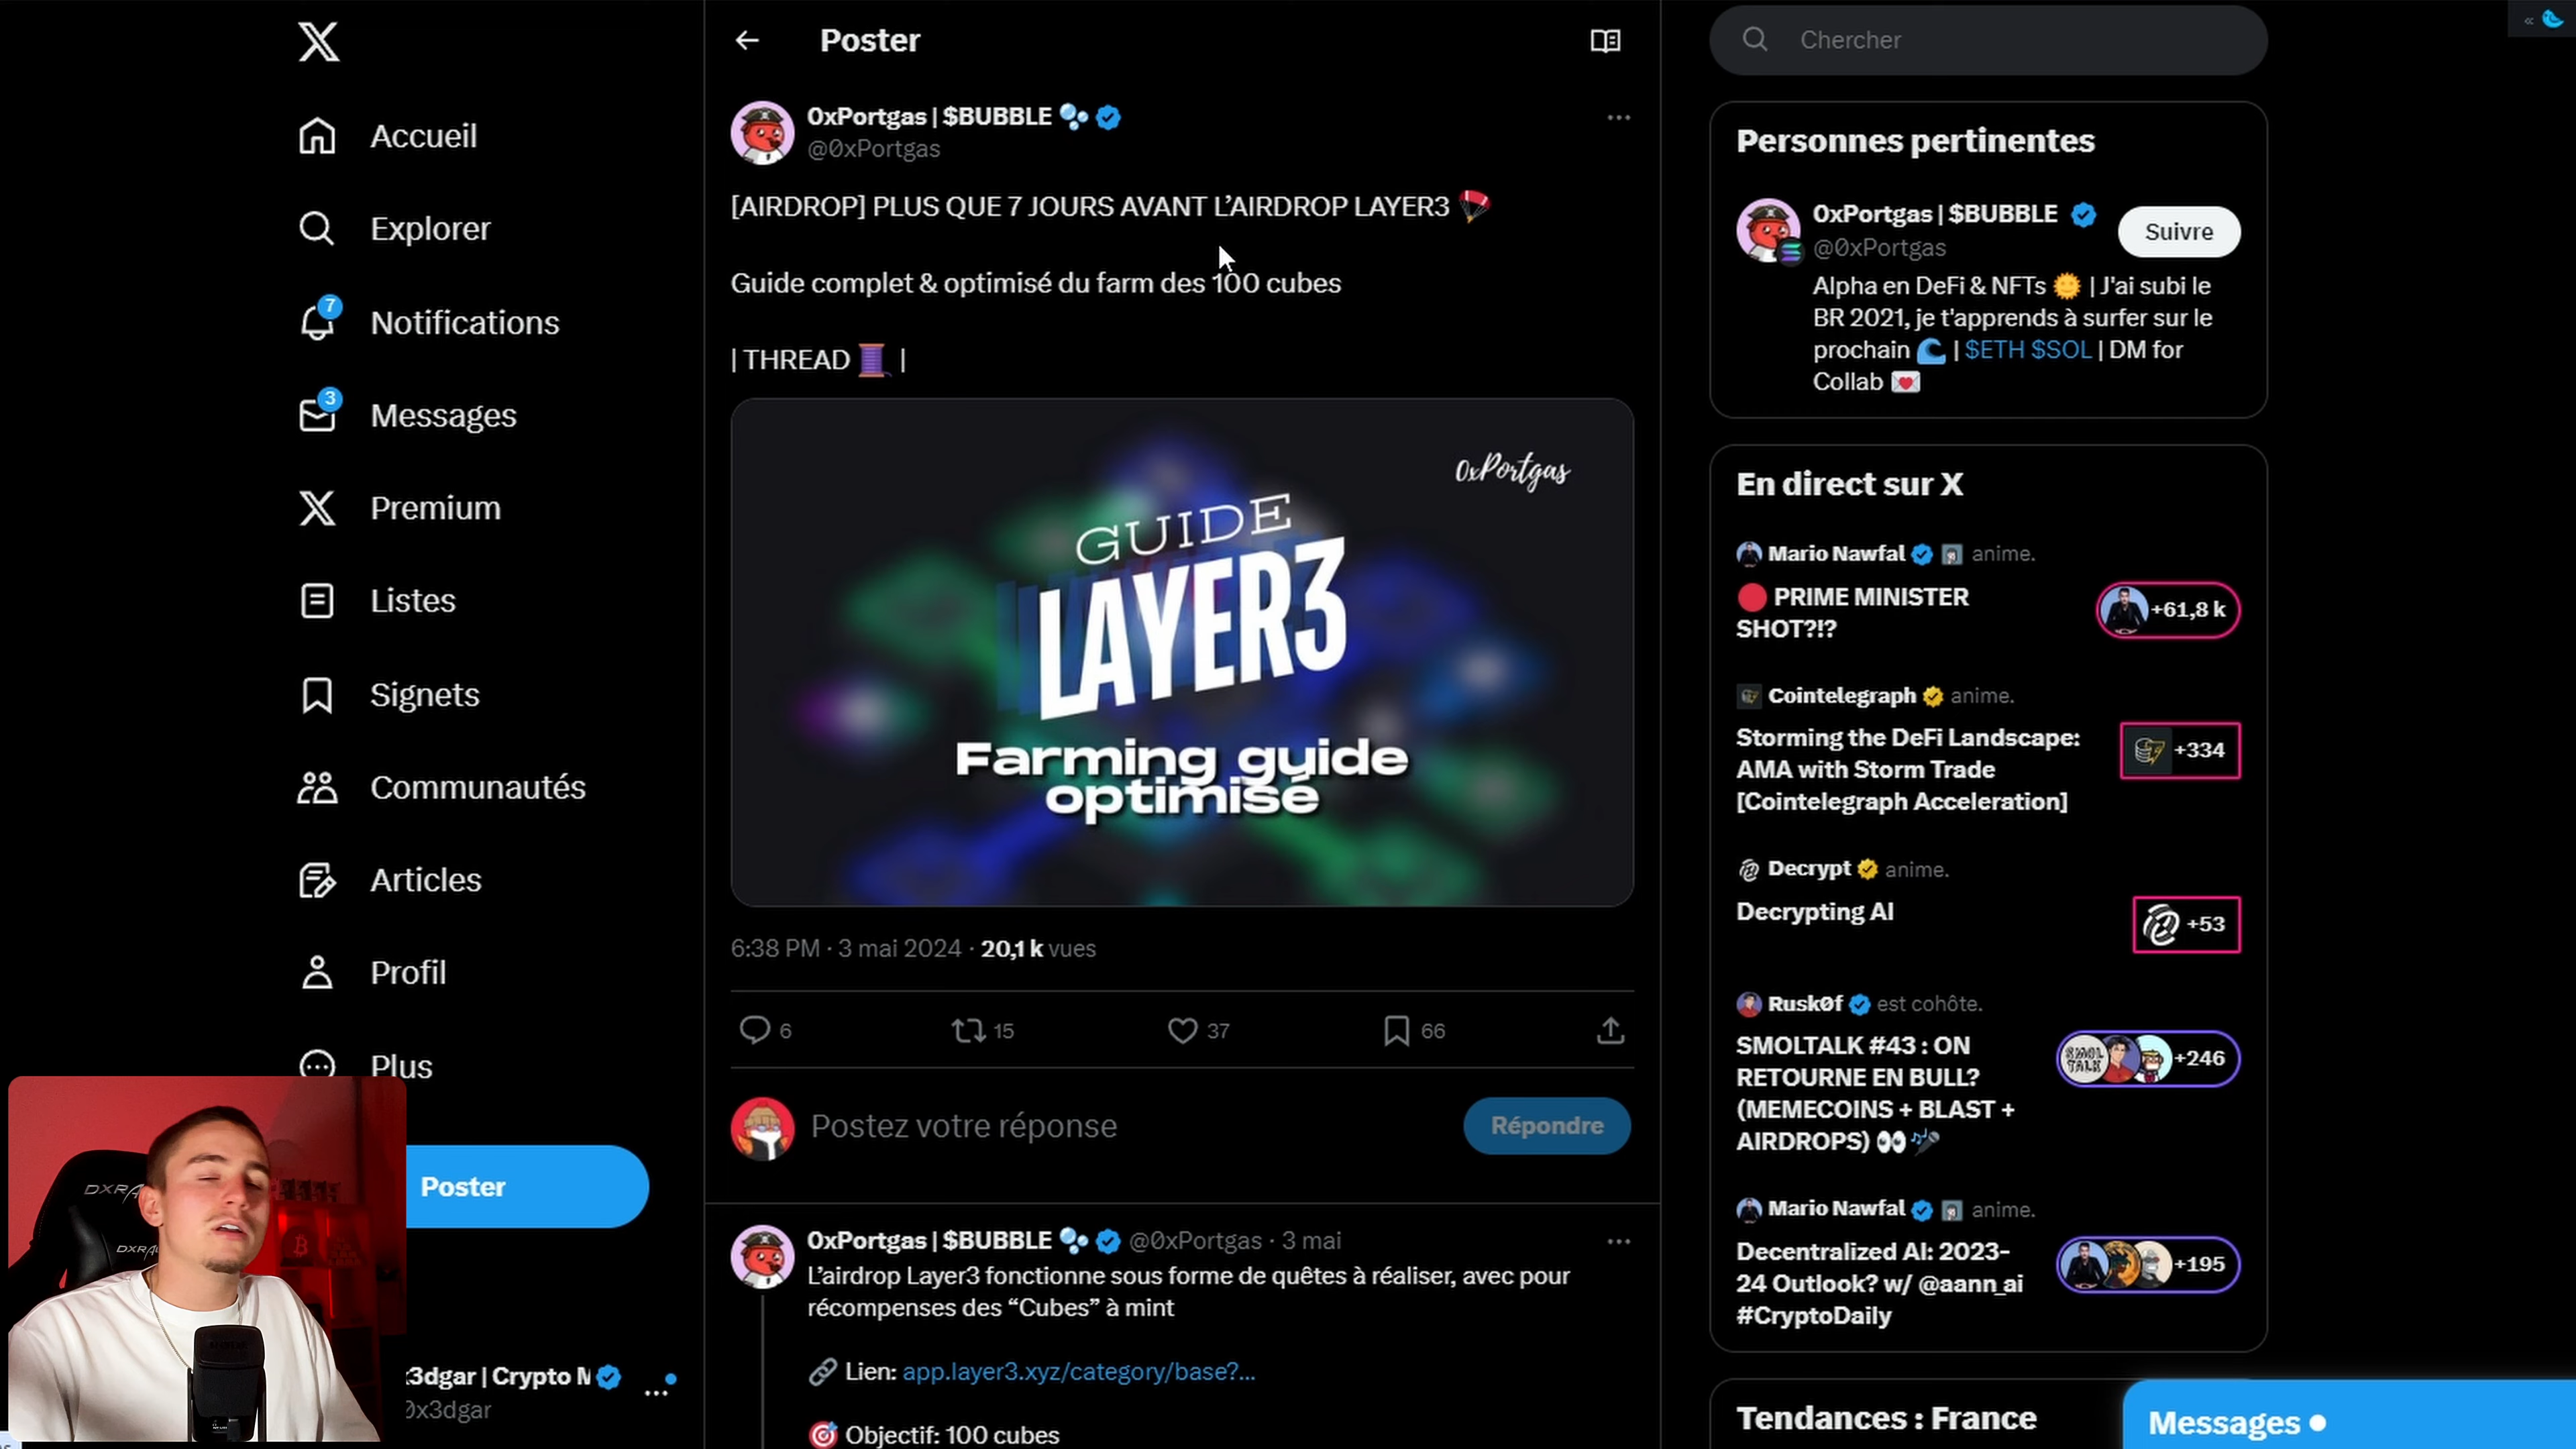 Accueil
Explorer
7
Notifications
3
Messages
Premium
Listes
Signets
Communautés
Articles
Profil
Plus
Poster
3dgar | Crypto
0x3dgar
DXRA
DXRA
Poster
0xPortgas | $BUBBLE
@0xPortgas
[AIRDROP] PLUS QUE 7 JOURS AVANT L'AIRDROP LAYER3
Guide complet & optimisé du farm des 100 cubes
| THREAD |
0xPortgas
GUIDE
LAYER3
Farming guide
optimisé
6:38 PM · 3 mai 2024 · 20,1 k vues
6
15
37
66
Postez votre réponse
Répondre
0xPortgas | $BUBBLE @0xPortgas · 3 mai
L'airdrop Layer3 fonctionne sous forme de quêtes à réaliser, avec pour
récompenses des “Cubes” à mint
Lien: app.layer3.xyz/category/base?...
Objectif: 100 cubes
Chercher
«
Personnes pertinentes
0xPortgas | $BUBBLE
Suivre
@0xPortgas
Alpha en DeFi & NFTs | J'ai subi le
BR 2021, je t'apprends à surfer sur le
prochain | $ETH $SOL | DM for
Collab
En direct sur X
Mario Nawfal anime.
PRIME MINISTER
SHOT?!?
+61,8 k
Cointelegraph anime.
Storming the DeFi Landscape:
AMA with Storm Trade
[Cointelegraph Acceleration]
+334
Decrypt anime.
Decrypting AI
+53
Rusk0f est cohôte.
SMOLTALK #43 : ON
RETOURNE EN BULL?
(MEMECOINS + BLAST +
AIRDROPS)
SMOL
TALK
+246
Mario Nawfal anime.
Decentralized AI: 2023-
24 Outlook? w/ @aann_ai
#CryptoDaily
+195
Tendances : France
Messages